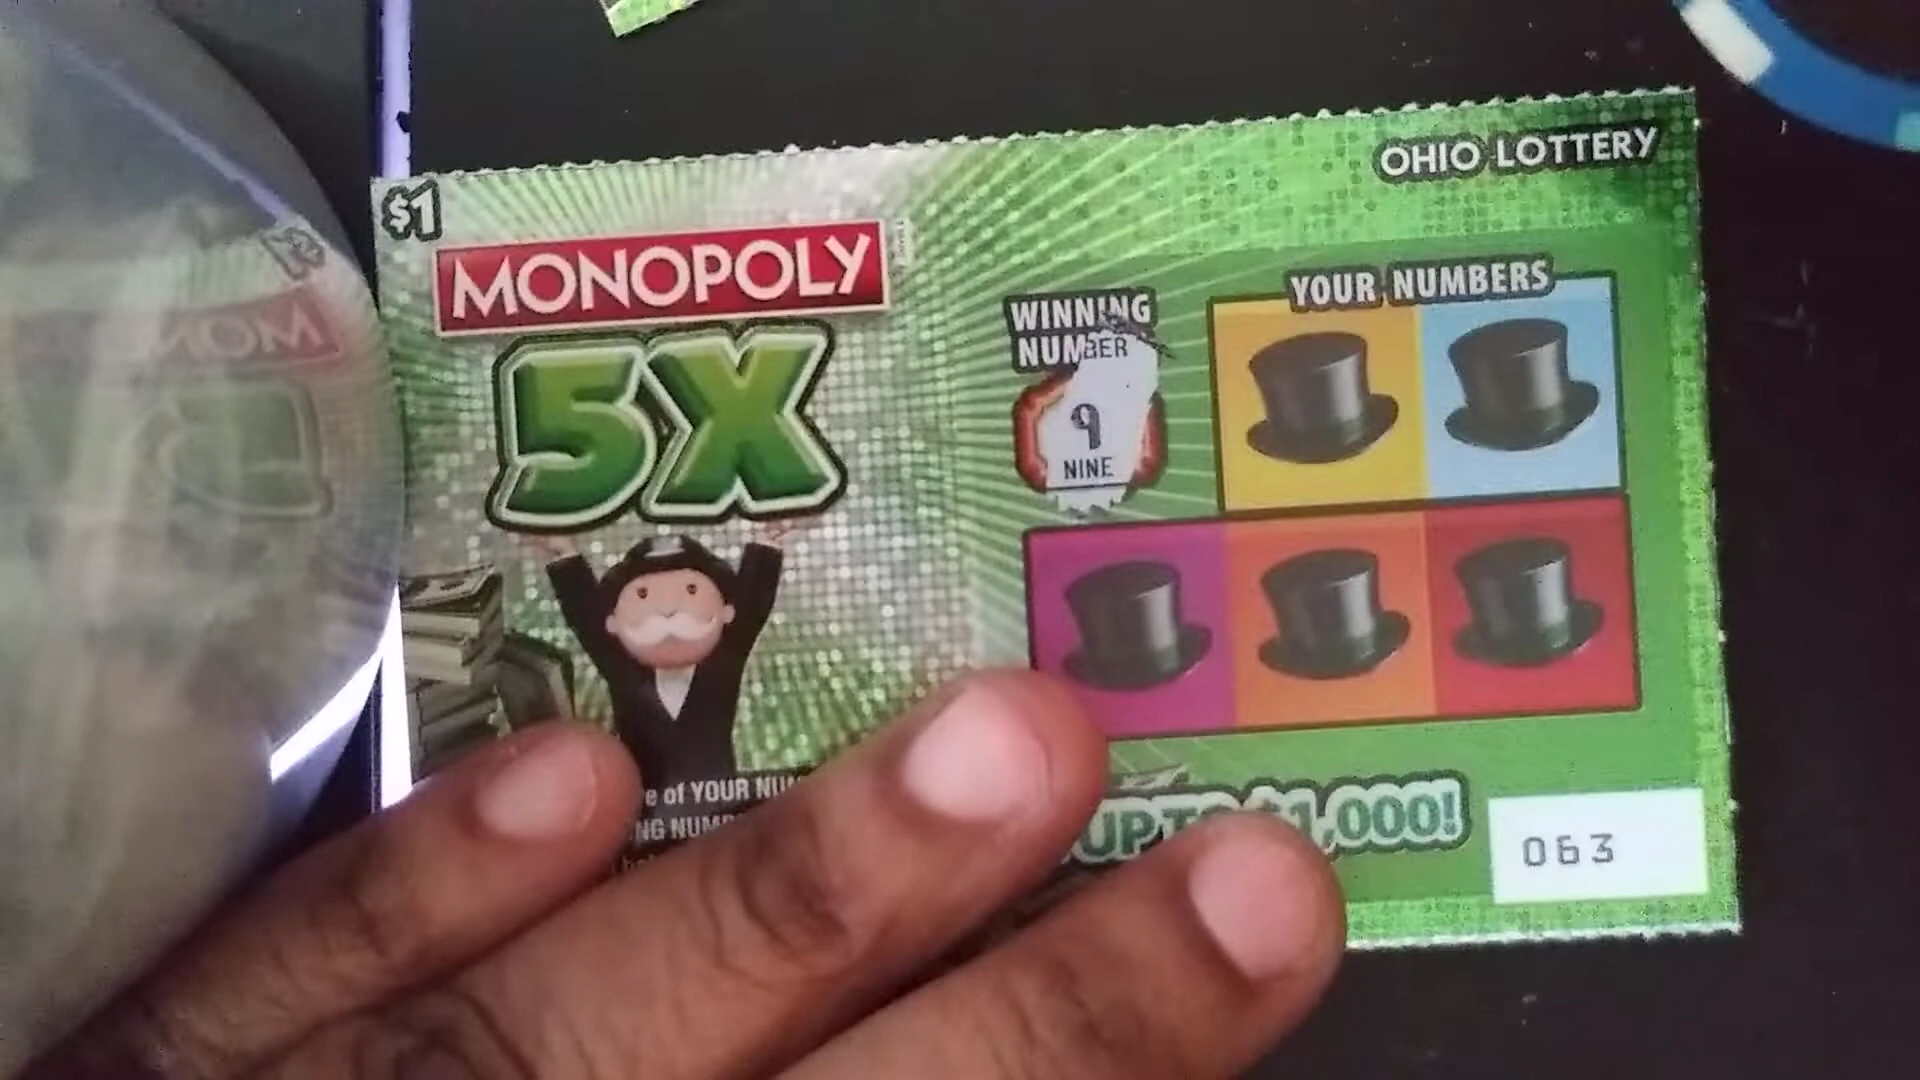 OHIO LOTTERY
$1
MONOPOLY
5X
WINNING
NUMBER
9
NINE
YOUR NUMBERS
e of YOUR NU
NG NUM
UP TO $1,000!
063